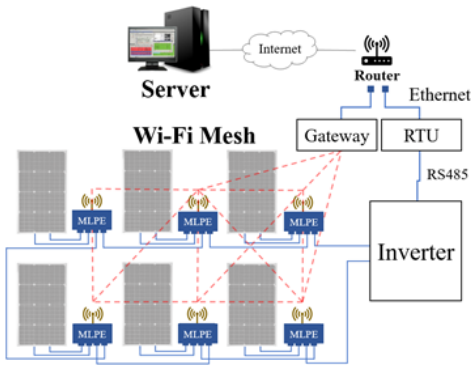 Internet
Router
Server
Ethernet
Wi-Fi Mesh
Gateway
RTU
RS485
MLPE
MLPE
MLPE
Inverter
MLPE
MLPE
MLPE